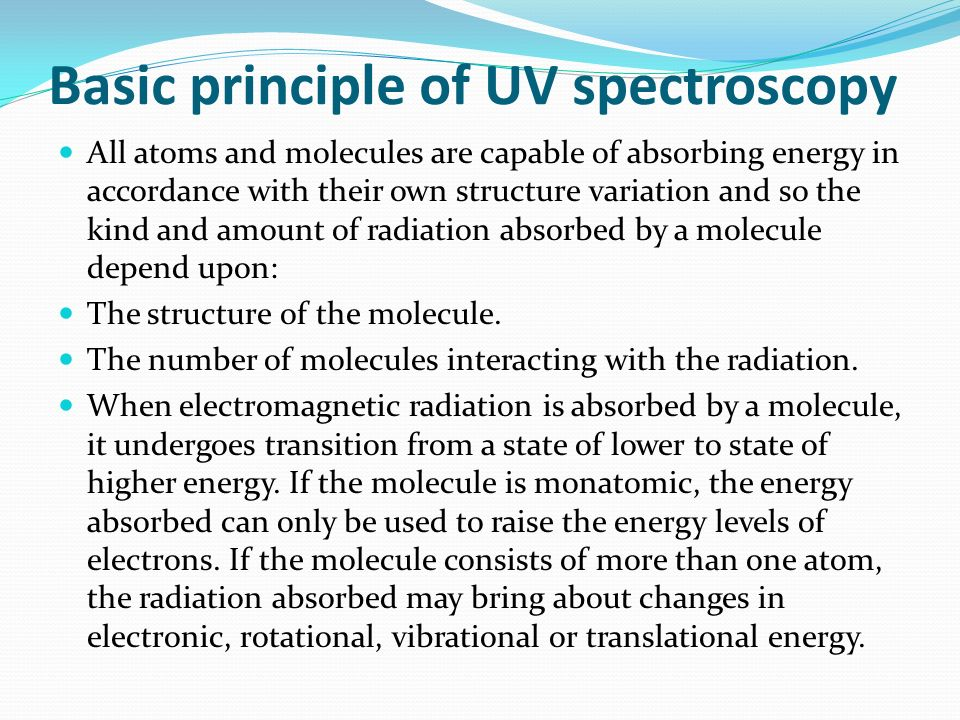 Basic principle of UV spectroscopy
All atoms and molecules are capable of absorbing energy in
accordance with their own structure variation and so the
kind and amount of radiation absorbed by a molecule
depend upon:
The structure of the molecule.
The number of molecules interacting with the radiation.
When electromagnetic radiation is absorbed by a molecule,
it undergoes transition from a state of lower to state of
higher energy. If the molecule is monatomic, the energy
absorbed can only be used to raise the energy levels of
electrons. If the molecule consists of more than one atom,
the radiation absorbed may bring about changes in
electronic, rotational, vibrational or translational energy.